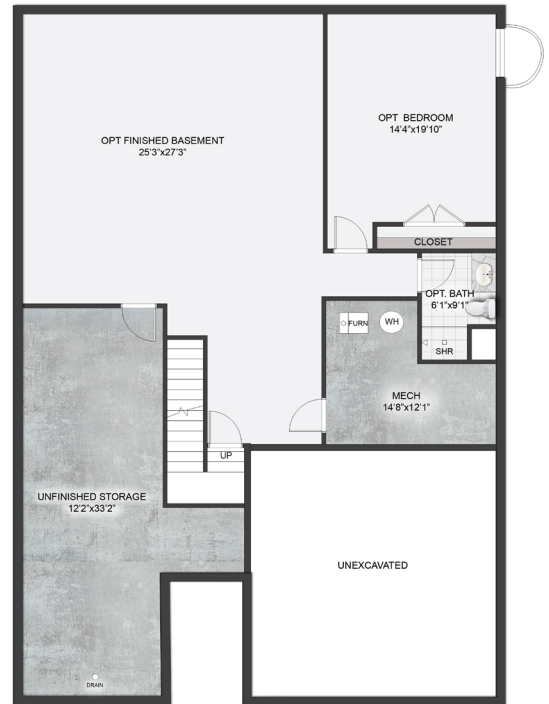 OPT BEDROOM
14'4"x19'10"
OPT FINISHED BASEMENT
25'3"x27'3"
CLOSET
OPT. BATH
6'1"x9'1"
FURN
WH
SHR
MECH
14'8"x12'1"
UP
UNFINISHED STORAGE
12'2"x33'2"
UNEXCAVATED
DRAIN